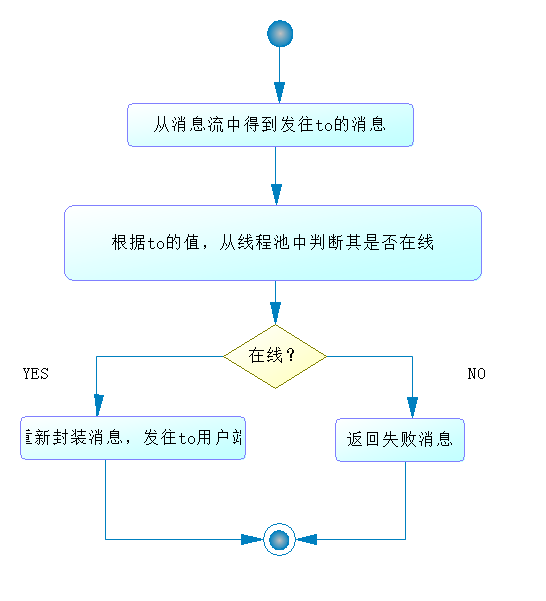 从消息流中得到发往to的消息
根据to的值，从线程池中判断其是否在线
在线？
YES
NO
重新封装消息，发往to用户端
返回失败消息